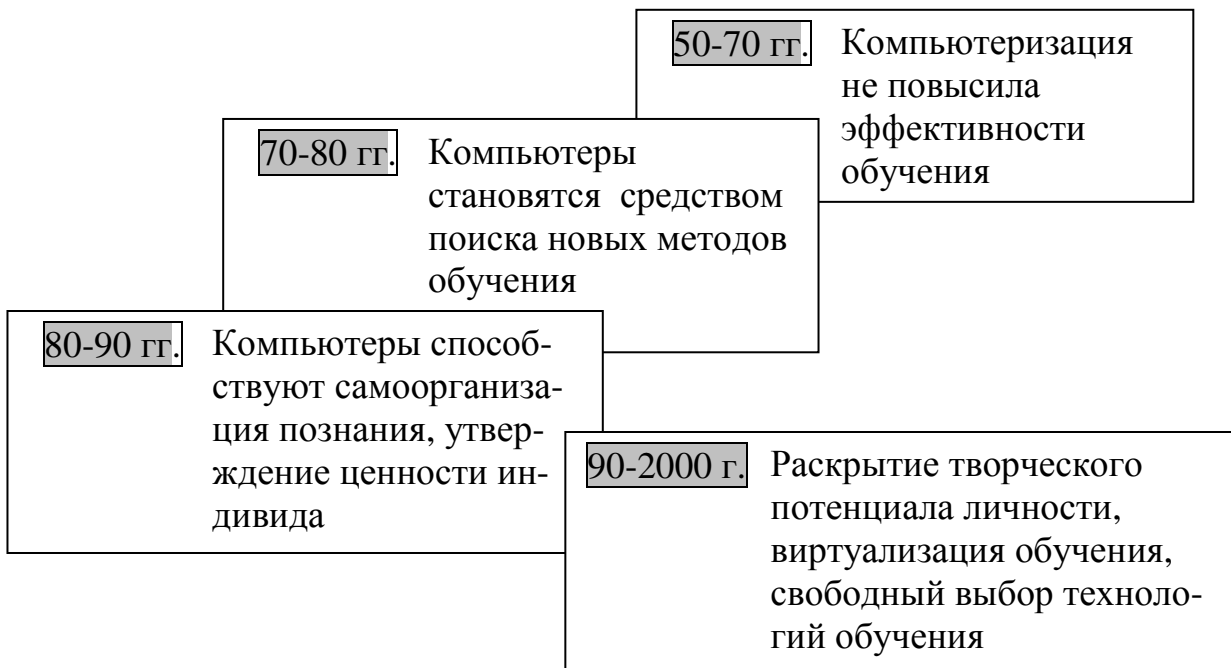 50-70 гг. Компьютеризация
не повысила
эффективности
обучения
70-80 гг. Компьютеры
становятся средством
поиска новых методов
обучения
80-90 гг. Компьютеры способ-
ствуют самоорганиза-
ция познания, утвер-
ждение ценности ин-
дивида
90-2000 г. Раскрытие творческого
потенциала личности,
виртуализация обучения,
свободный выбор техноло-
гий обучения